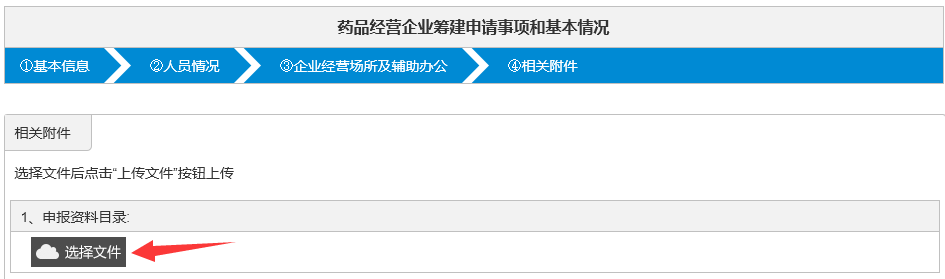 药品经营企业筹建申请事项和基本情况
①基本信息 ②人员情况 ③企业经营场所及辅助办公 ④相关附件
相关附件
选择文件后点击“上传文件”按钮上传
1、申报资料目录:
选择文件